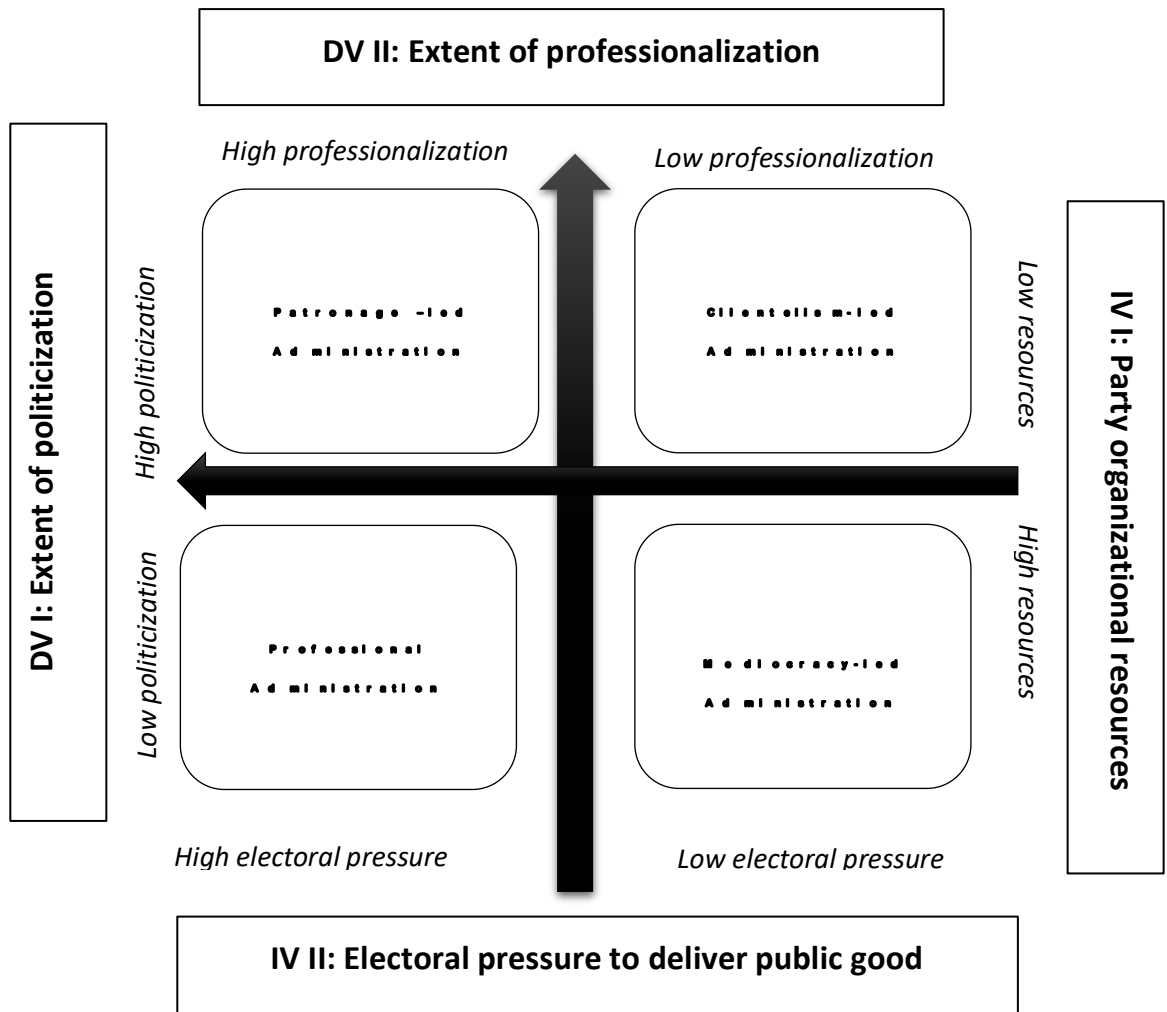 DV II: Extent of professionalization
High professionalization
Low professionalization
DV I: Extent of politicization
High politicization
Low politicization
Patronage -led
Administration
Clientelism-led
Administration
Low resources
High resources
IV I: Party organizational resources
Professional
Administration
Mediocracy-led
Administration
High electoral pressure
Low electoral pressure
IV II: Electoral pressure to deliver public good